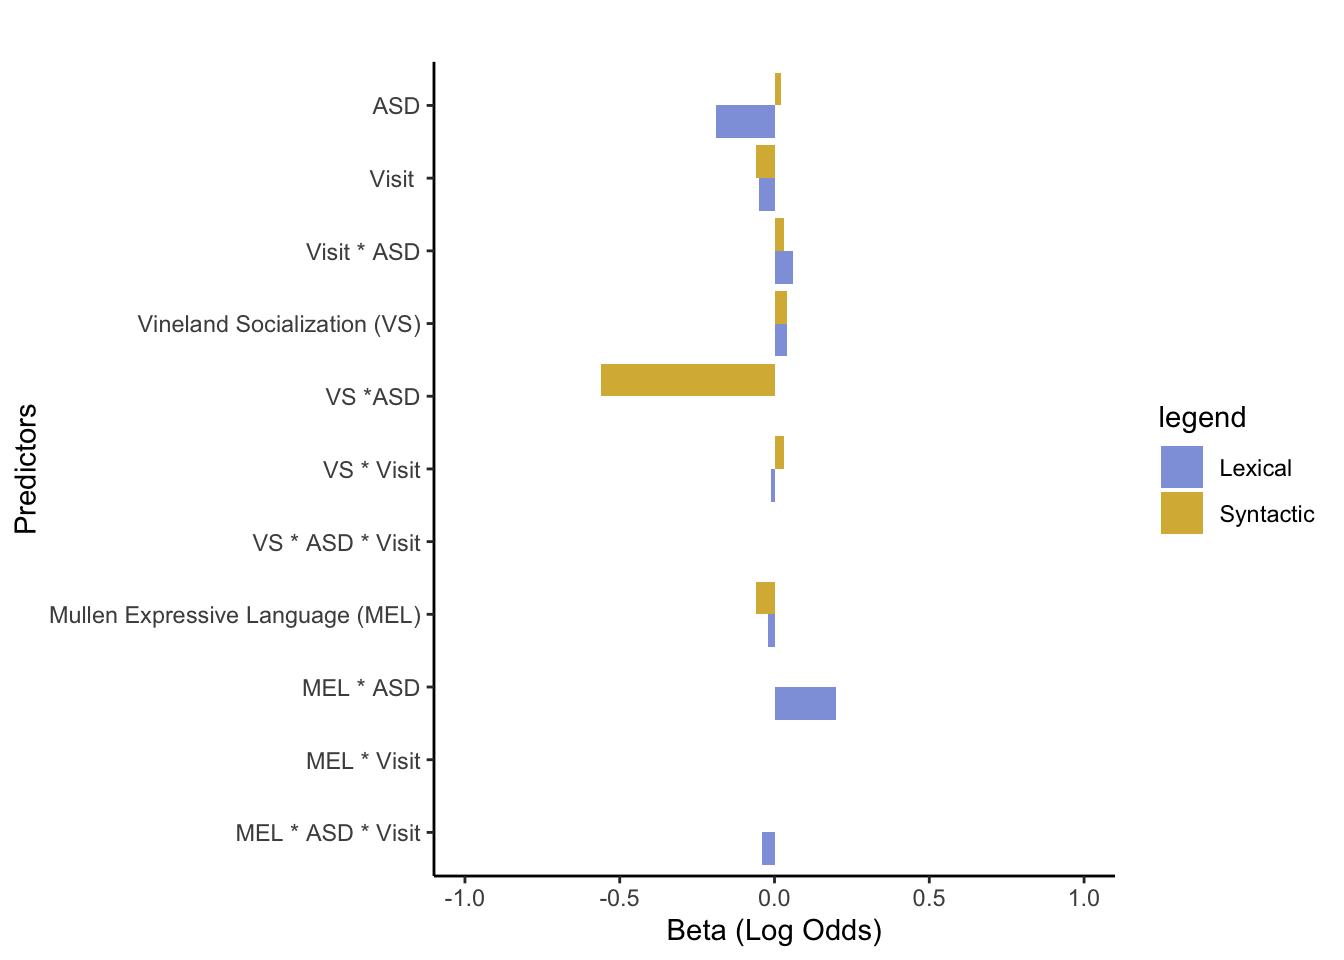 ASD
Visit
Visit * ASD
Vineland Socialization (VS)
VS *ASD
VS * Visit
VS * ASD * Visit
Mullen Expressive Language (MEL)
MEL * ASD
MEL * Visit
MEL * ASD * Visit
Predictors
-1.0 -0.5 0.0 0.5 1.0
Beta (Log Odds)
legend
Lexical
Syntactic